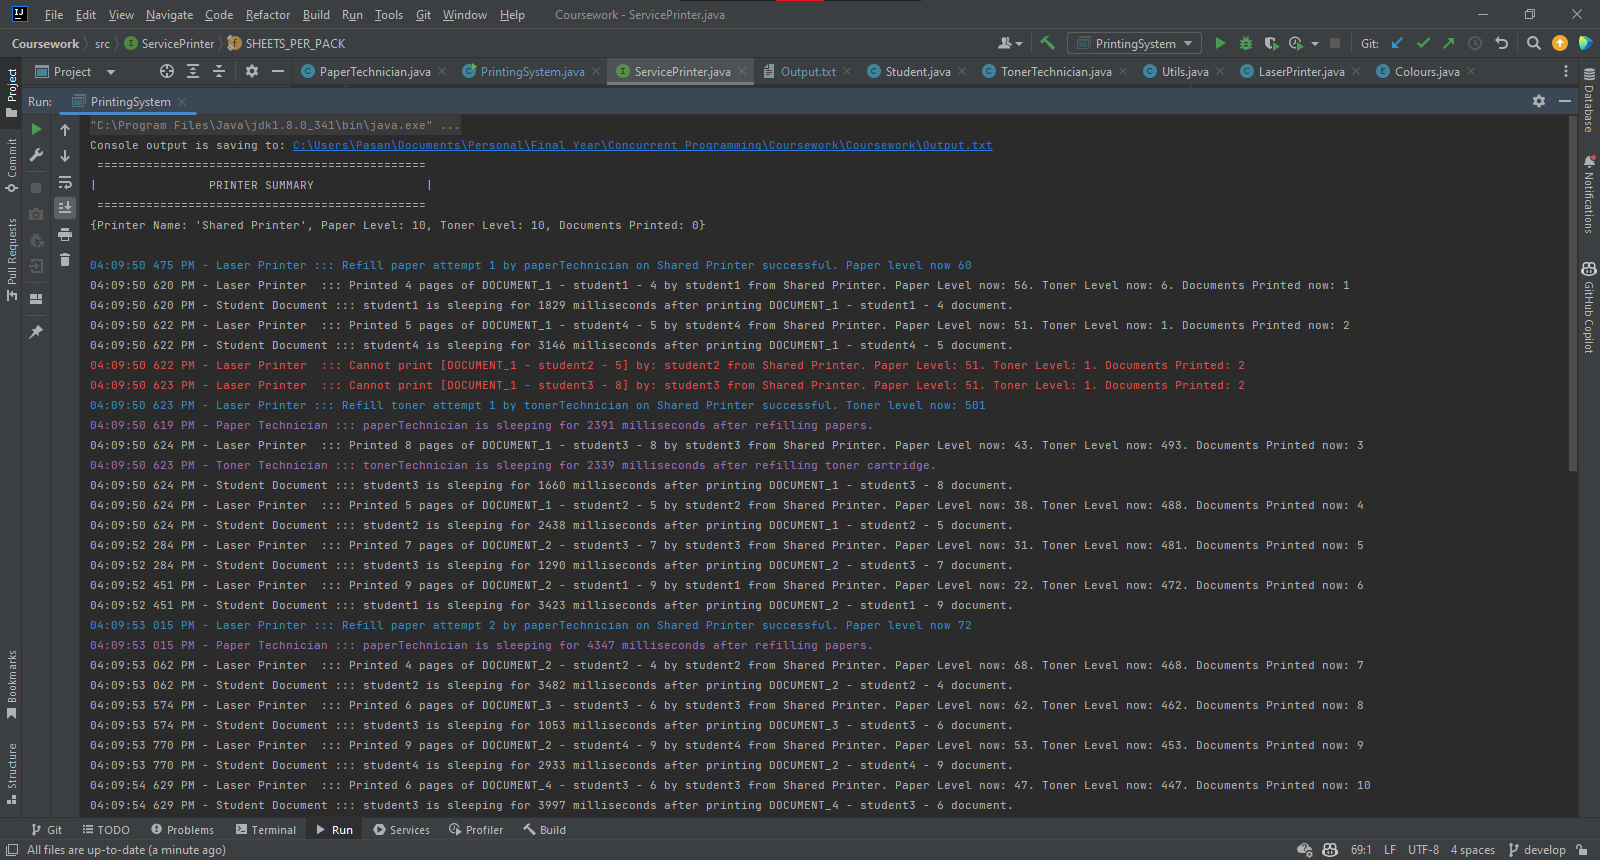 File Edit View Navigate Code Refactor Build Run Tools Git Window Help Coursework - ServicePrinter.java
Coursework src ServicePrinter SHEETS_PER_PACK PrintingSystem Git:
Project PaperTechnician.java PrintingSystem.java ServicePrinter.java Output.txt Student.java TonerTechnician.java Utils.java LaserPrinter.java Colours.java
Run: PrintingSystem
"C:\Program Files\Java\jdk1.8.0_341\bin\java.exe" ...
Console output is saving to: C:\Users\Pasan\Documents\Personal\Final Year\Concurrent Programming\Coursework\Coursework\Output.txt
===============================================
| PRINTER SUMMARY |
===============================================
{Printer Name: 'Shared Printer', Paper Level: 10, Toner Level: 10, Documents Printed: 0}
04:09:50 475 PM - Laser Printer ::: Refill paper attempt 1 by paperTechnician on Shared Printer successful. Paper level now 60
04:09:50 620 PM - Laser Printer  ::: Printed 4 pages of DOCUMENT_1 - student1 - 4 by student1 from Shared Printer. Paper Level now: 56. Toner Level now: 6. Documents Printed now: 1
04:09:50 620 PM - Student Document ::: student1 is sleeping for 1829 milliseconds after printing DOCUMENT_1 - student1 - 4 document.
04:09:50 622 PM - Laser Printer  ::: Printed 5 pages of DOCUMENT_1 - student4 - 5 by student4 from Shared Printer. Paper Level now: 51. Toner Level now: 1. Documents Printed now: 2
04:09:50 622 PM - Student Document ::: student4 is sleeping for 3146 milliseconds after printing DOCUMENT_1 - student4 - 5 document.
04:09:50 622 PM - Laser Printer  ::: Cannot print [DOCUMENT_1 - student2 - 5] by: student2 from Shared Printer. Paper Level: 51. Toner Level: 1. Documents Printed: 2
04:09:50 623 PM - Laser Printer  ::: Cannot print [DOCUMENT_1 - student3 - 8] by: student3 from Shared Printer. Paper Level: 51. Toner Level: 1. Documents Printed: 2
04:09:50 623 PM - Laser Printer ::: Refill toner attempt 1 by tonerTechnician on Shared Printer successful. Toner level now: 501
04:09:50 619 PM - Paper Technician ::: paperTechnician is sleeping for 2391 milliseconds after refilling papers.
04:09:50 624 PM - Laser Printer  ::: Printed 8 pages of DOCUMENT_1 - student3 - 8 by student3 from Shared Printer. Paper Level now: 43. Toner Level now: 493. Documents Printed now: 3
04:09:50 623 PM - Toner Technician ::: tonerTechnician is sleeping for 2339 milliseconds after refilling toner cartridge.
04:09:50 624 PM - Student Document ::: student3 is sleeping for 1660 milliseconds after printing DOCUMENT_1 - student3 - 8 document.
04:09:50 624 PM - Laser Printer  ::: Printed 5 pages of DOCUMENT_1 - student2 - 5 by student2 from Shared Printer. Paper Level now: 38. Toner Level now: 488. Documents Printed now: 4
04:09:50 624 PM - Student Document ::: student2 is sleeping for 2438 milliseconds after printing DOCUMENT_1 - student2 - 5 document.
04:09:52 284 PM - Laser Printer  ::: Printed 7 pages of DOCUMENT_2 - student3 - 7 by student3 from Shared Printer. Paper Level now: 31. Toner Level now: 481. Documents Printed now: 5
04:09:52 284 PM - Student Document ::: student3 is sleeping for 1290 milliseconds after printing DOCUMENT_2 - student3 - 7 document.
04:09:52 451 PM - Laser Printer  ::: Printed 9 pages of DOCUMENT_2 - student1 - 9 by student1 from Shared Printer. Paper Level now: 22. Toner Level now: 472. Documents Printed now: 6
04:09:52 451 PM - Student Document ::: student1 is sleeping for 3423 milliseconds after printing DOCUMENT_2 - student1 - 9 document.
04:09:53 015 PM - Laser Printer ::: Refill paper attempt 2 by paperTechnician on Shared Printer successful. Paper level now 72
04:09:53 015 PM - Paper Technician ::: paperTechnician is sleeping for 4347 milliseconds after refilling papers.
04:09:53 062 PM - Laser Printer  ::: Printed 4 pages of DOCUMENT_2 - student2 - 4 by student2 from Shared Printer. Paper Level now: 68. Toner Level now: 468. Documents Printed now: 7
04:09:53 062 PM - Student Document ::: student2 is sleeping for 3482 milliseconds after printing DOCUMENT_2 - student2 - 4 document.
04:09:53 574 PM - Laser Printer  ::: Printed 6 pages of DOCUMENT_3 - student3 - 6 by student3 from Shared Printer. Paper Level now: 62. Toner Level now: 462. Documents Printed now: 8
04:09:53 574 PM - Student Document ::: student3 is sleeping for 1053 milliseconds after printing DOCUMENT_3 - student3 - 6 document.
04:09:53 770 PM - Laser Printer  ::: Printed 9 pages of DOCUMENT_2 - student4 - 9 by student4 from Shared Printer. Paper Level now: 53. Toner Level now: 453. Documents Printed now: 9
04:09:53 770 PM - Student Document ::: student4 is sleeping for 2933 milliseconds after printing DOCUMENT_2 - student4 - 9 document.
04:09:54 629 PM - Laser Printer  ::: Printed 6 pages of DOCUMENT_4 - student3 - 6 by student3 from Shared Printer. Paper Level now: 47. Toner Level now: 447. Documents Printed now: 10
04:09:54 629 PM - Student Document ::: student3 is sleeping for 3997 milliseconds after printing DOCUMENT_4 - student3 - 6 document.
Project
Commit
Pull Requests
Bookmarks
Structure
Database
Notifications
GitHub Copilot
Git TODO Problems Terminal Run Services Profiler Build
All files are up-to-date (a minute ago) 69:1 LF UTF-8 4 spaces develop